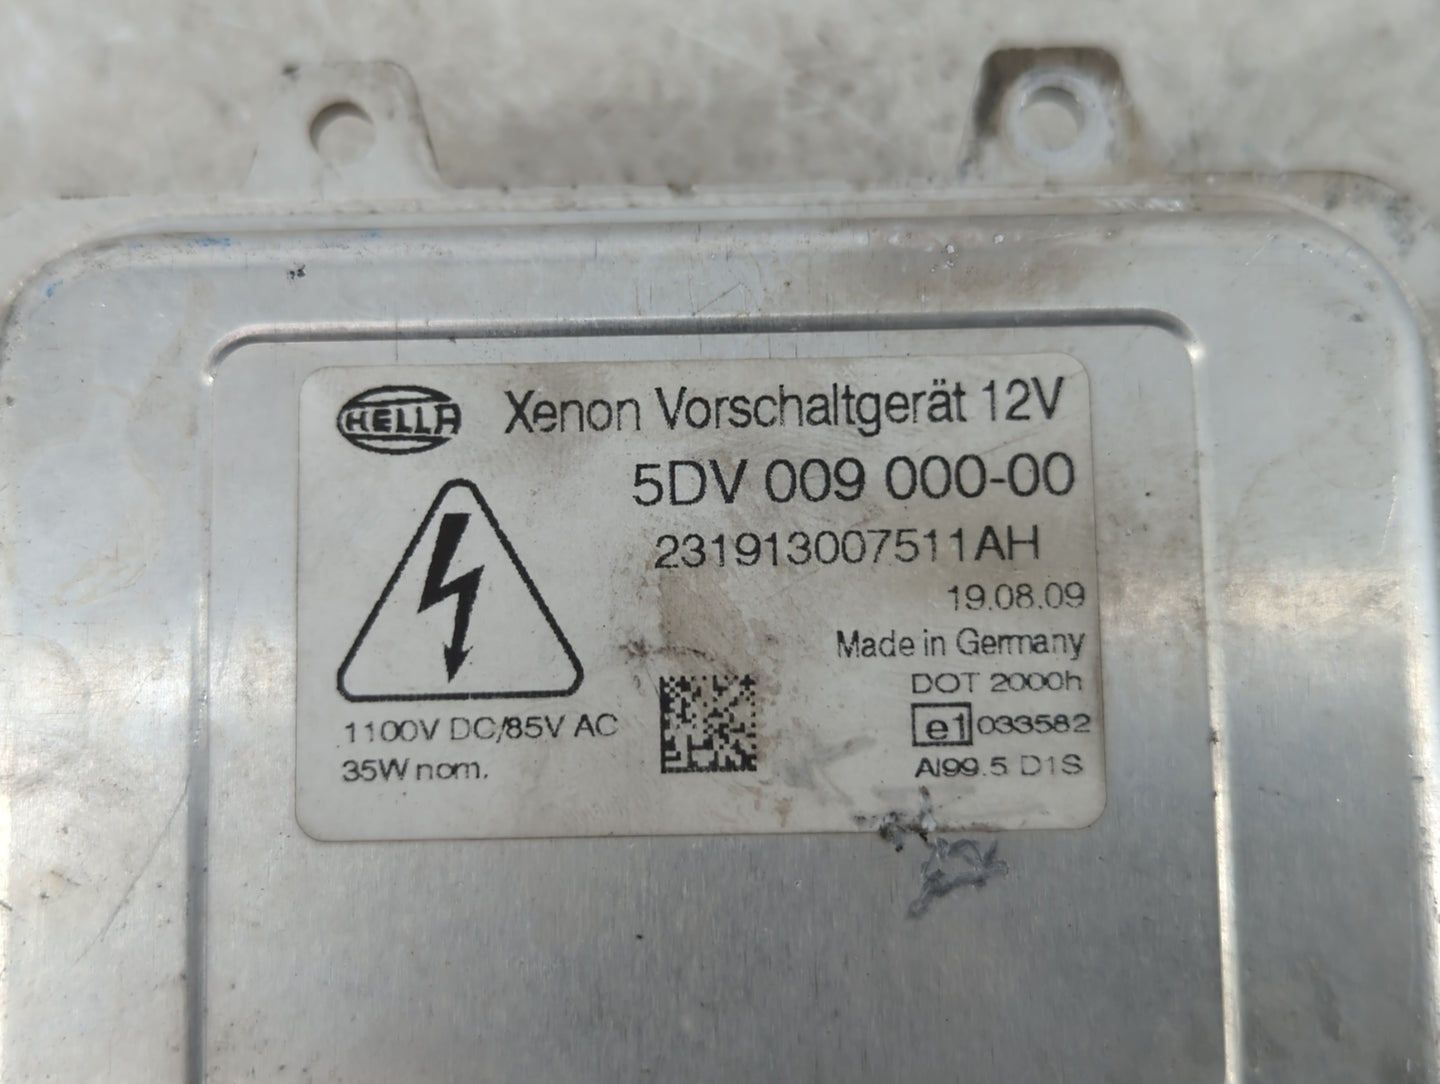 HELLA
Xenon Vorschaltgerät 12V
5DV 009 000-00
231913007511AH
19.08.09
Made in Germany
DOT 2000h
e1 033582
Al99.5 D1S
1100V DC/85V AC
35W nom.